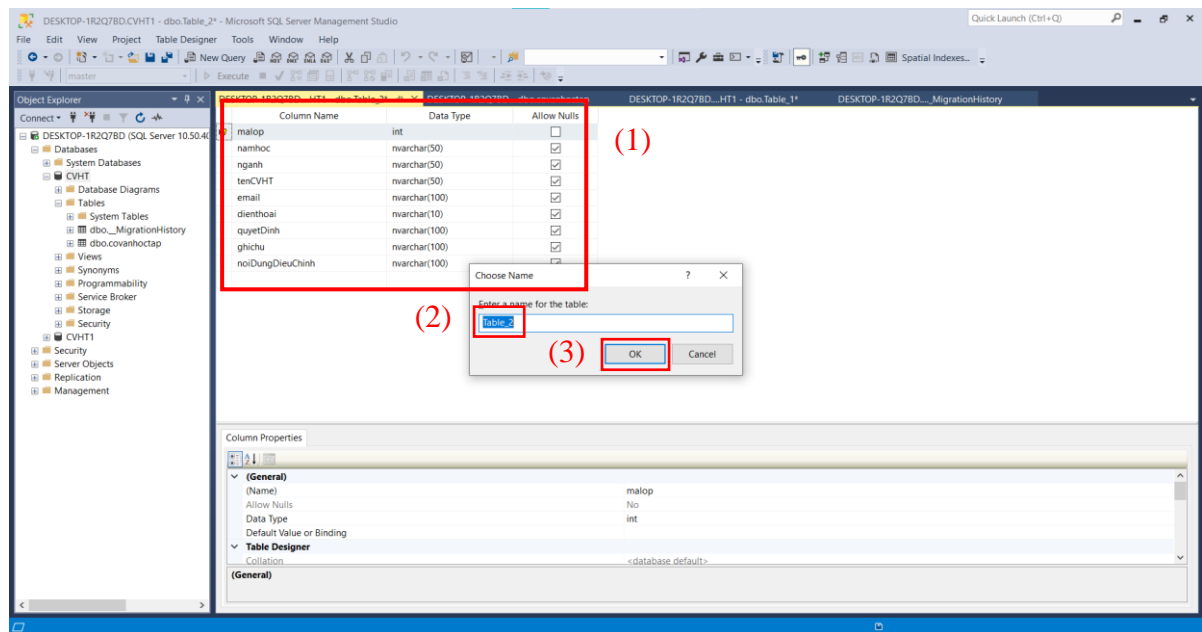 DESKTOP-1R2Q7BD.CVHT1 - dbo.Table_2* - Microsoft SQL Server Management Studio
Quick Launch (Ctrl+Q)
File Edit View Project Table Designer Tools Window Help
New Query
Spatial Indexes...
master
Execute
Object Explorer
DESKTOP-1R2Q7BD....HT1 - dbo.Table_1*
DESKTOP-1R2Q7BD...._MigrationHistory
Connect
Column Name Data Type Allow Nulls
DESKTOP-1R2Q7BD (SQL Server 10.50.40
Databases
System Databases
CVHT
Database Diagrams
Tables
System Tables
dbo.__MigrationHistory
dbo.covanhoctap
Views
Synonyms
Programmability
Service Broker
Storage
Security
CVHT1
Security
Server Objects
Replication
Management
malop int
namhoc nvarchar(50)
nganh nvarchar(50)
tenCVHT nvarchar(50)
email nvarchar(100)
dienthoai nvarchar(10)
quyetDinh nvarchar(100)
ghichu nvarchar(100)
noiDungDieuChinh nvarchar(100)
(1)
Choose Name ? ×
Enter a name for the table:
(2)
Table_2
(3)
OK Cancel
Column Properties
(General)
(Name) malop
Allow Nulls No
Data Type int
Default Value or Binding
Table Designer
Collation <database default>
(General)